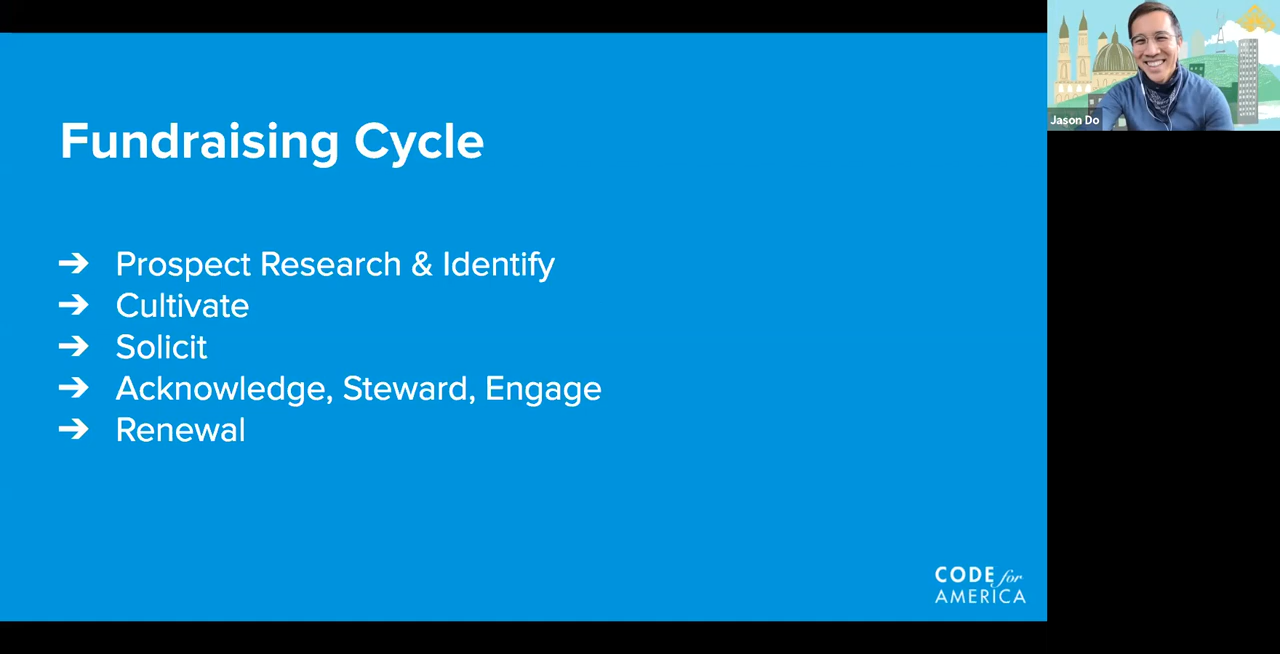 Fundraising Cycle
➔ Prospect Research & Identify
➔ Cultivate
➔ Solicit
➔ Acknowledge, Steward, Engage
➔ Renewal
CODE for
AMERICA
Jason Do